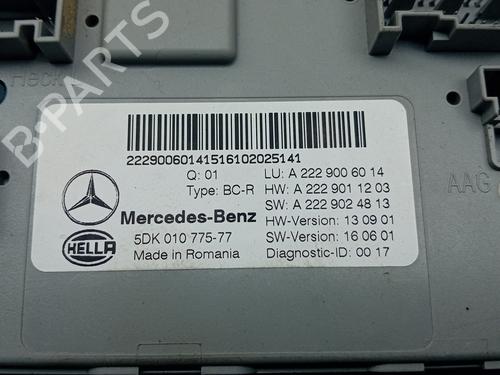 Heck
B-PARTS
22290060141516102025141
Q: 01 LU: A 222 900 60 14
Type: BC-R HW: A 222 901 12 03
SW: A 222 902 48 13
Mercedes-Benz HW-Version: 13 09 01
HELLA 5DK 010 775-77 SW-Version: 16 06 01
Made in Romania Diagnostic-ID: 00 17
AAG